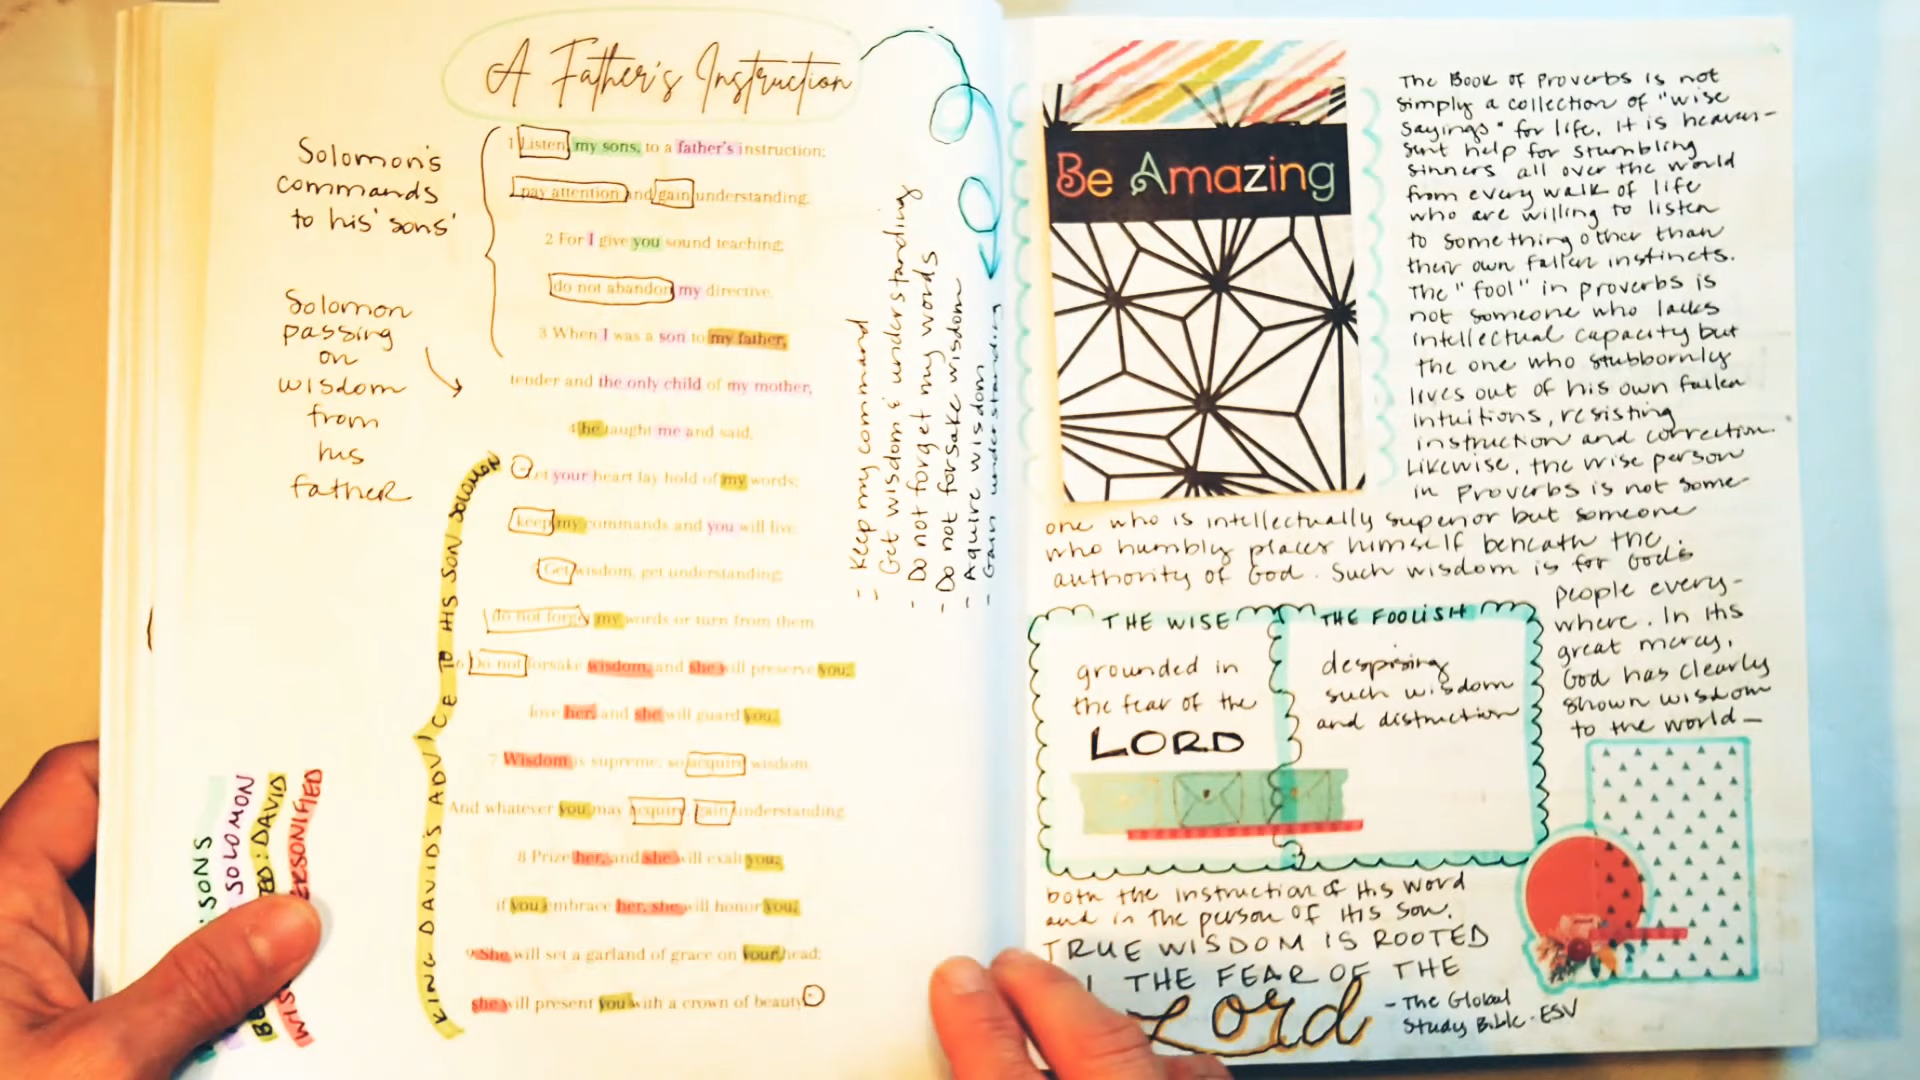 A Father's Instruction
Solomon's
commands
to his 'sons'
Solomon
passing
on
wisdom
from
his
father
1 Listen, my sons, to a father's instruction;
pay attention and gain understanding.
2 For I give you sound teaching;
do not abandon my directive.
3 When I was a son to my father,
tender and the only child of my mother,
4 he taught me and said,
"Let your heart lay hold of my words;
keep my commands and you will live.
Get wisdom, get understanding;
do not forget my words or turn from them.
6 Do not forsake wisdom, and she will preserve you;
love her, and she will guard you.
7 Wisdom is supreme; so acquire wisdom.
And whatever you may acquire, gain understanding.
8 Prize her, and she will exalt you;
if you embrace her, she will honor you.
9 She will set a garland of grace on your head;
she will present you with a crown of beauty."
KING DAVID'S ADVICE TO HIS SON SOLOMON
: SONS
SOLOMON
ED: DAVID
WIS ERSONIFIED
- Keep my command
- Get wisdom & understanding
- Do not forget my words
- Do not forsake wisdom
- Aquire wisdom
- Gain understanding
Be Amazing
The Book of Proverbs is not
simply a collection of "wise
sayings" for life. It is heaven-
sent help for stumbling
sinners all over the world
from every walk of life
who are willing to listen
to something other than
their own fallen instincts.
The "fool" in proverbs is
not someone who lacks
intellectual capacity but
the one who stubbornly
lives out of his own fallen
intuitions, resisting
instruction and correction.
Likewise, the wise person
in Proverbs is not some-
one who is intellectually superior but someone
who humbly places himself beneath the
authority of God. Such wisdom is for God's
people every-
where. In His
great mercy,
God has clearly
shown wisdom
to the world —
THE WISE
grounded in
the fear of the
LORD
THE FOOLISH
despising
such wisdom
and distruction
both the instruction of His word
and in the person of His Son.
TRUE WISDOM IS ROOTED
THE FEAR OF THE
Lord
- The Global
Study Bible - ESV